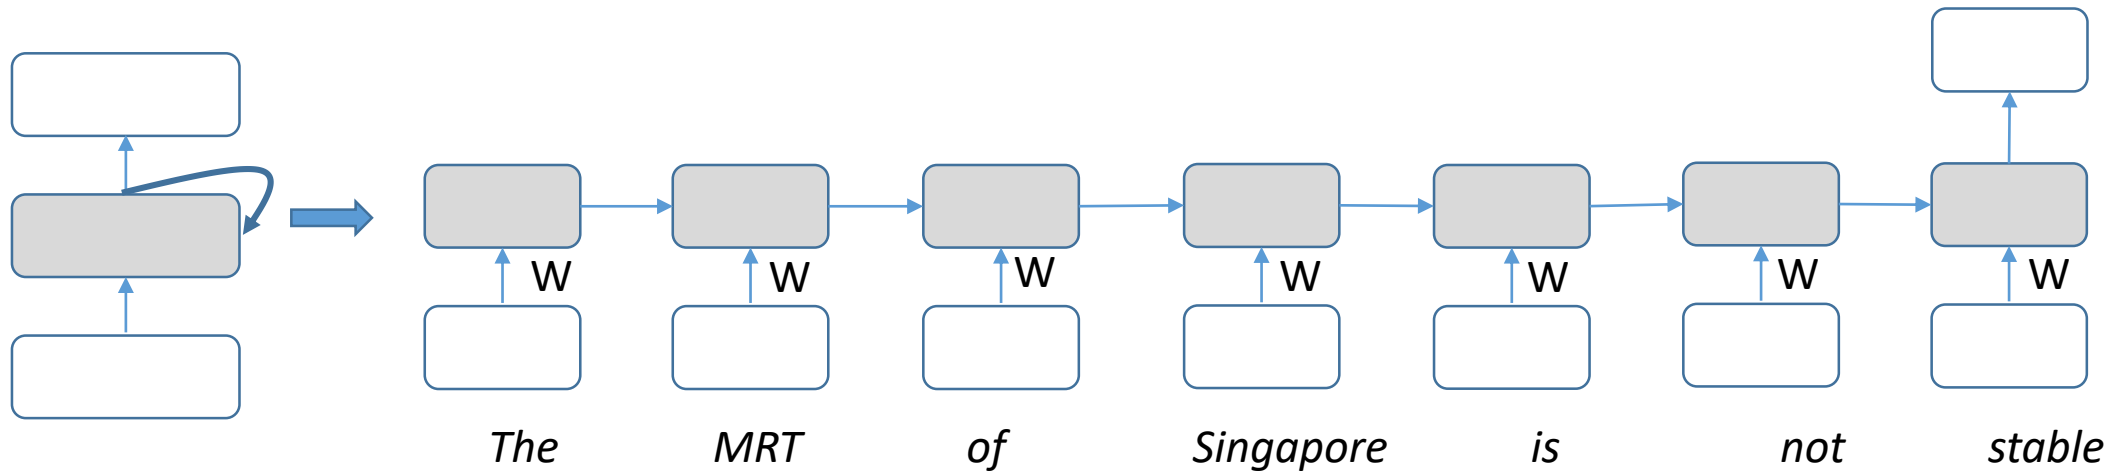 W W W W W W W
The MRT of Singapore is not stable